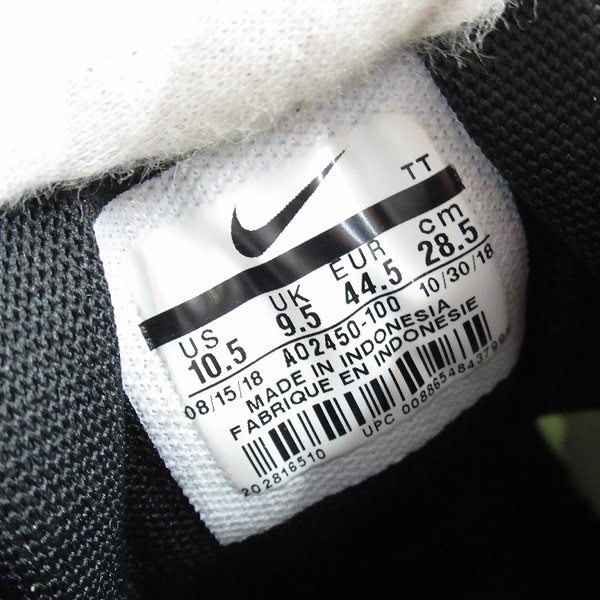 TT
US UK EUR cm
10.5 9.5 44.5 28.5
08/15/18 AO2450-100 10/30/18
MADE IN INDONESIA
FABRIQUE EN INDONESIE
202816510 UPC